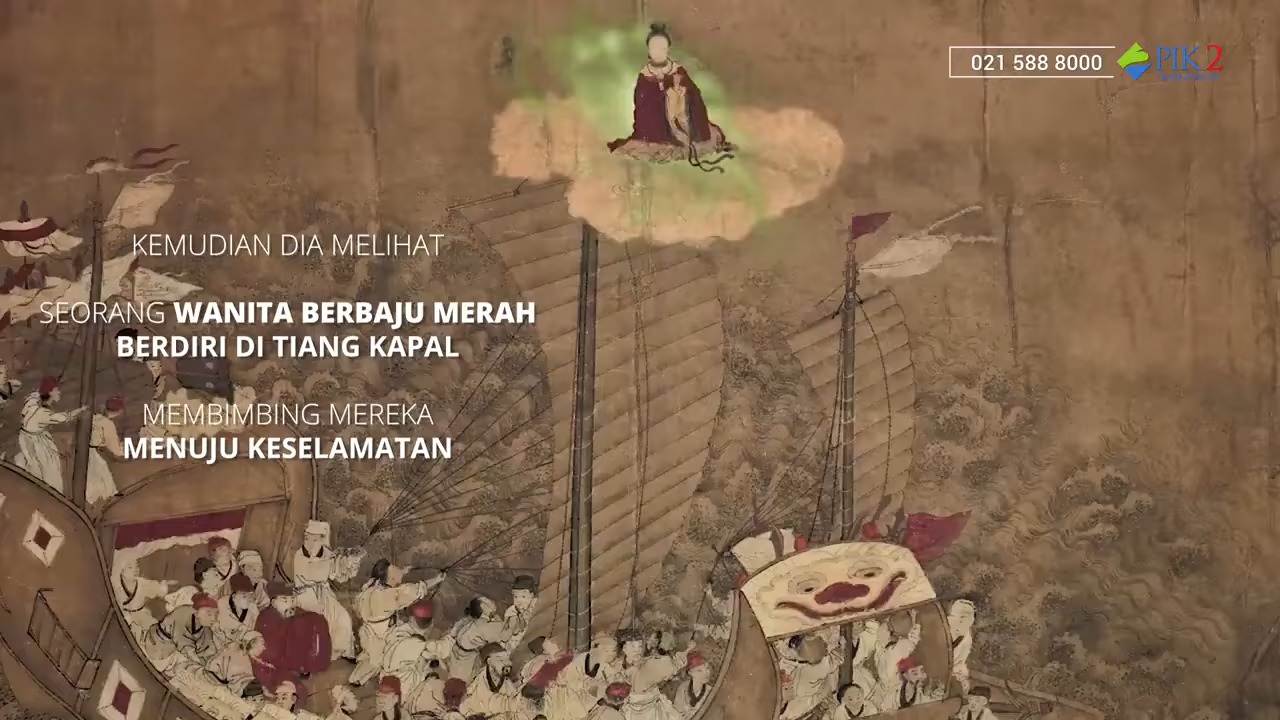 021 588 8000
PIK2
KEMUDIAN DIA MELIHAT
SEORANG WANITA BERBAJU MERAH
BERDIRI DI TIANG KAPAL
MEMBIMBING MEREKA
MENUJU KESELAMATAN